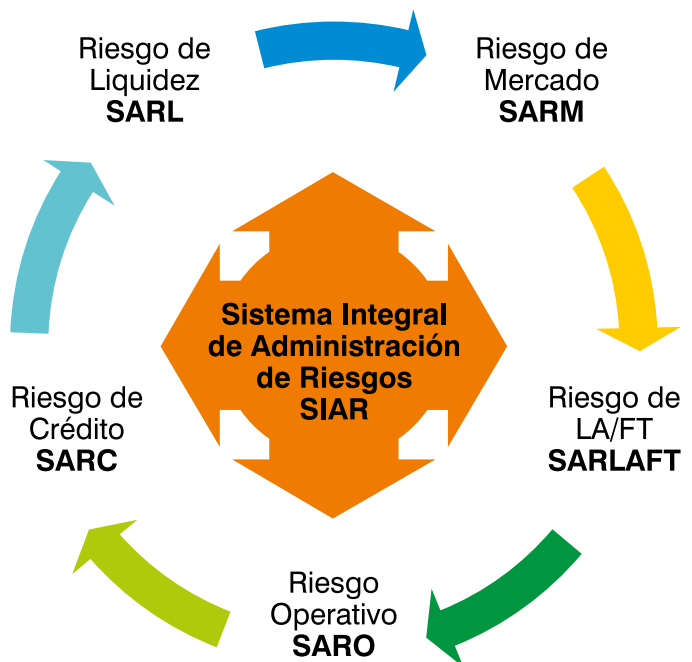 Riesgo de
Liquidez
SARL
Riesgo de
Mercado
SARM
Sistema Integral
de Administración
de Riesgos
SIAR
Riesgo de
Crédito
SARC
Riesgo de
LA/FT
SARLAFT
Riesgo
Operativo
SARO